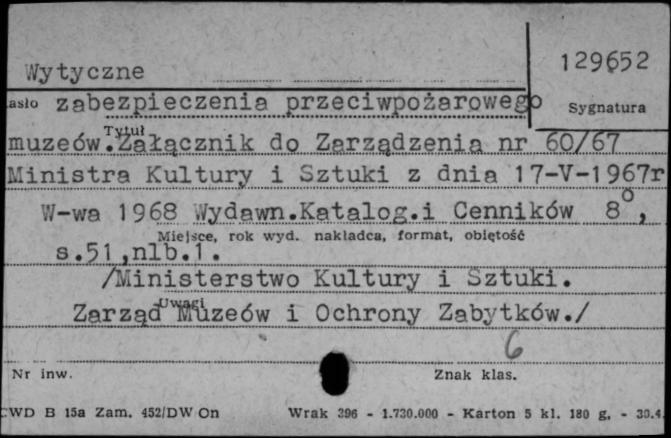 Wytyczne
129652
asło zabezpieczenia przeciwpożarowego
Sygnatura
Tytuł
muzeów.Załącznik do Zarządzenia nr 60/67
Ministra Kultury i Sztuki z dnia 17-V-1967r
W-wa 1968 Wydawn.Katalog.i Cenników 8°,
Miejsce, rok wyd. nakładca, format, objętość
s.51,nlb.1.
/Ministerstwo Kultury i Sztuki.
Uwagi
Zarząd Muzeów i Ochrony Zabytków./
6
Nr inw.
Znak klas.
CWD B 15a Zam. 452/DW On Wrak 396 - 1.730.000 - Karton 5 kl. 180 g. - 30.4